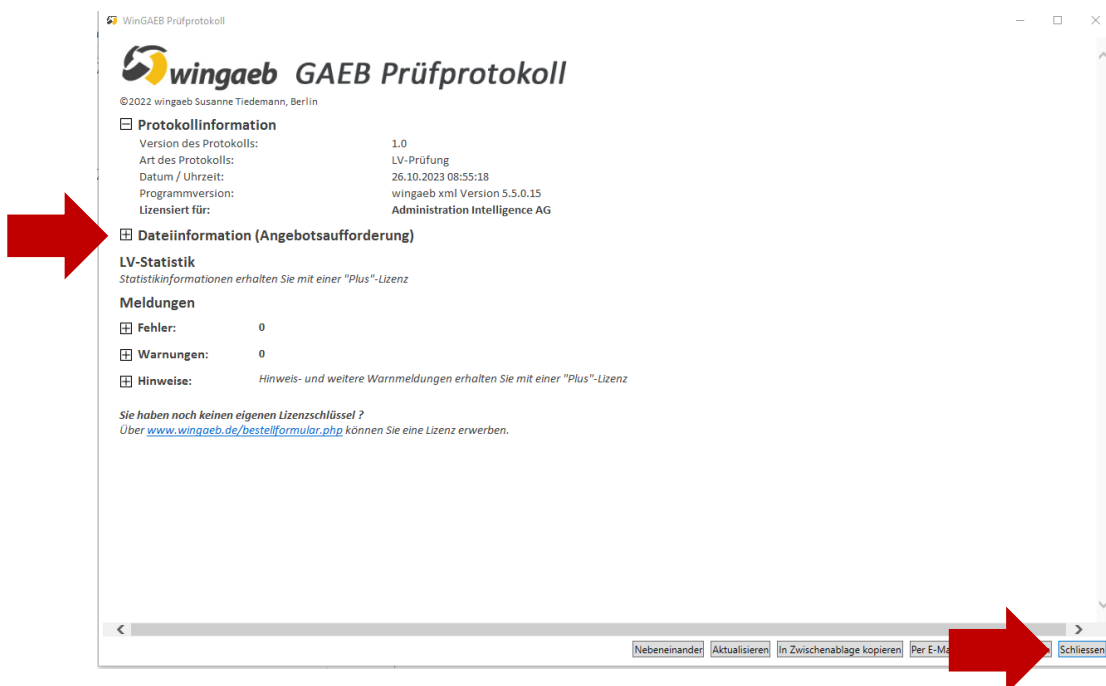 WinGAEB Prüfprotokoll
wingaeb GAEB Prüfprotokoll
©2022 wingaeb Susanne Tiedemann, Berlin
Protokollinformation
Version des Protokolls: 1.0
Art des Protokolls: LV-Prüfung
Datum / Uhrzeit: 26.10.2023 08:55:18
Programmversion: wingaeb xml Version 5.5.0.15
Lizensiert für: Administration Intelligence AG
Dateiinformation (Angebotsaufforderung)
LV-Statistik
Statistikinformationen erhalten Sie mit einer "Plus"-Lizenz
Meldungen
Fehler: 0
Warnungen: 0
Hinweise: Hinweis- und weitere Warnmeldungen erhalten Sie mit einer "Plus"-Lizenz
Sie haben noch keinen eigenen Lizenzschlüssel ?
Über www.wingaeb.de/bestellformular.php können Sie eine Lizenz erwerben.
Nebeneinander Aktualisieren In Zwischenablage kopieren Per E-Ma Schliessen